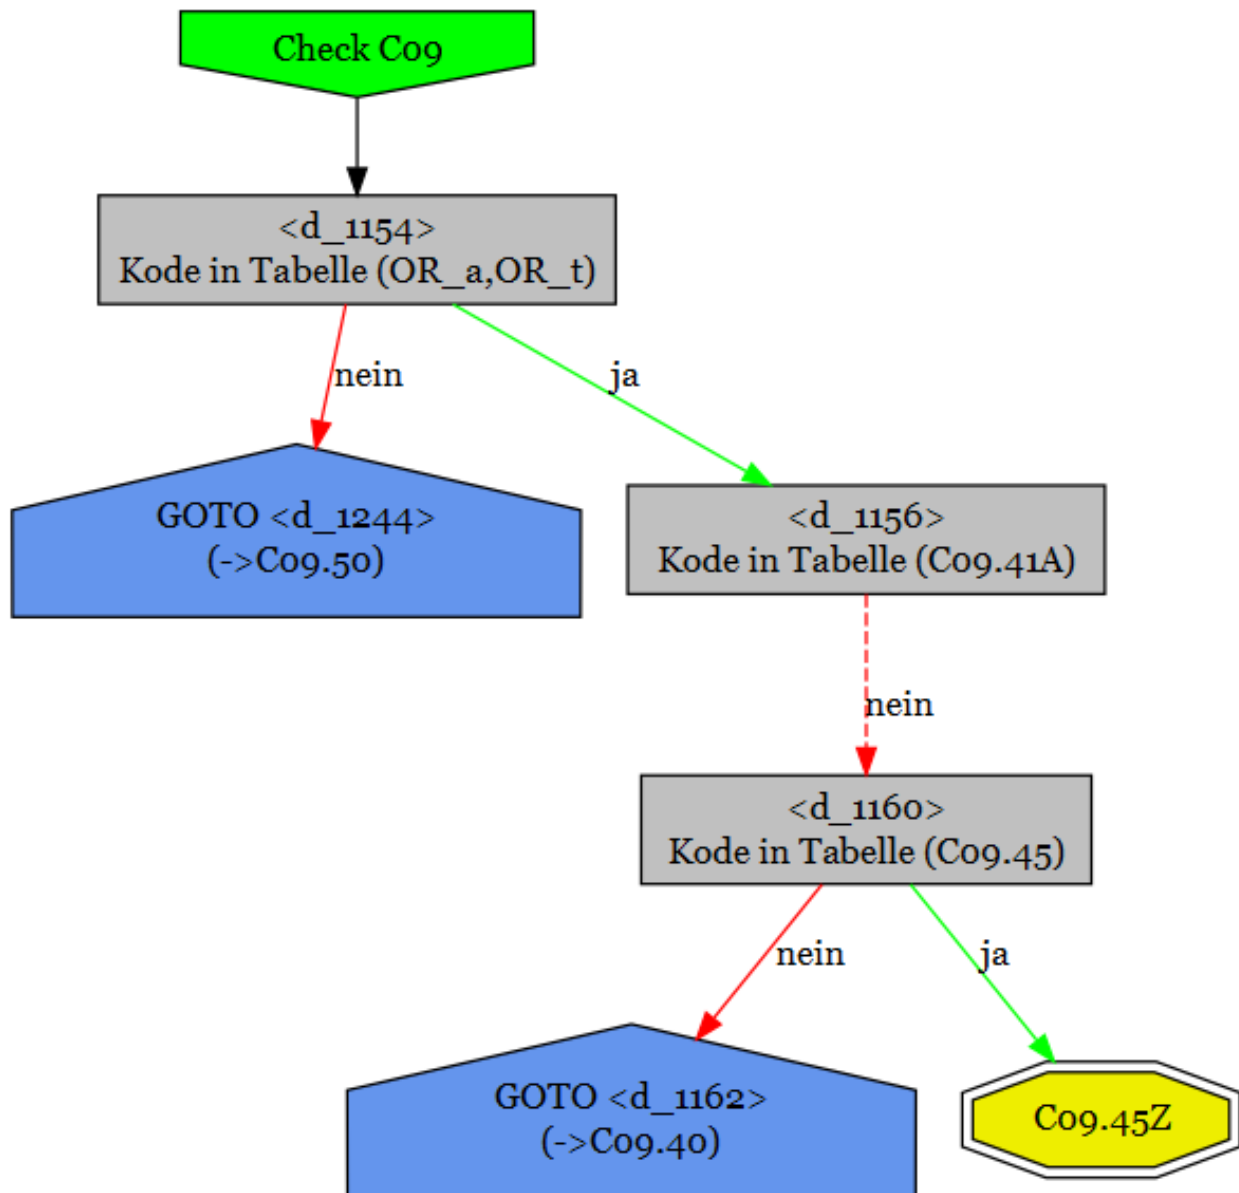 Check C09
<d_1154>
Kode in Tabelle (OR_a,OR_t)
nein
ja
GOTO <d_1244>
(->C09.50)
<d_1156>
Kode in Tabelle (C09.41A)
nein
<d_1160>
Kode in Tabelle (C09.45)
nein
ja
GOTO <d_1162>
(->C09.40)
C09.45Z